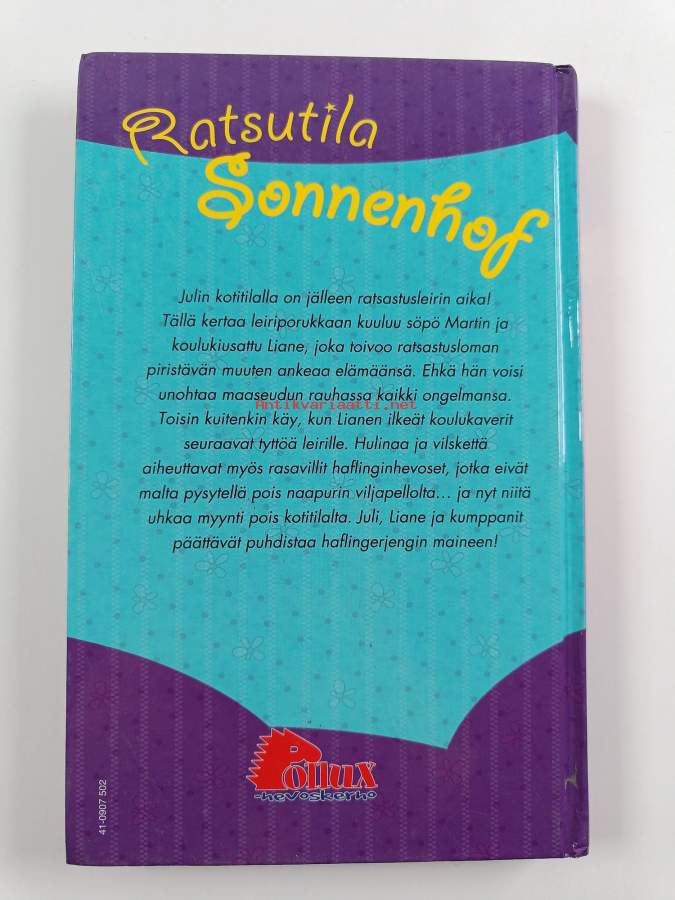 Ratsutila
Sonnenhof
Julin kotitilalla on jälleen ratsastusleirin aika!
Tällä kertaa leiriporukkaan kuuluu söpö Martin ja
koulukiusattu Liane, joka toivoo ratsastusloman
piristävän muuten ankeaa elämäänsä. Ehkä hän voisi
unohtaa maaseudun rauhassa kaikki ongelmansa.
Antikvariaatti.net
Toisin kuitenkin käy, kun Lianen ilkeät koulukaverit
seuraavat tyttöä leirille. Hulinaa ja vilskettä
aiheuttavat myös rasavillit haflinginhevoset, jotka eivät
malta pysytellä pois naapurin viljapellolta... ja nyt niitä
uhkaa myynti pois kotitilalta. Juli, Liane ja kumppanit
päättävät puhdistaa haflingerjengin maineen!
Pollux
-hevoskerho
41-0907 502